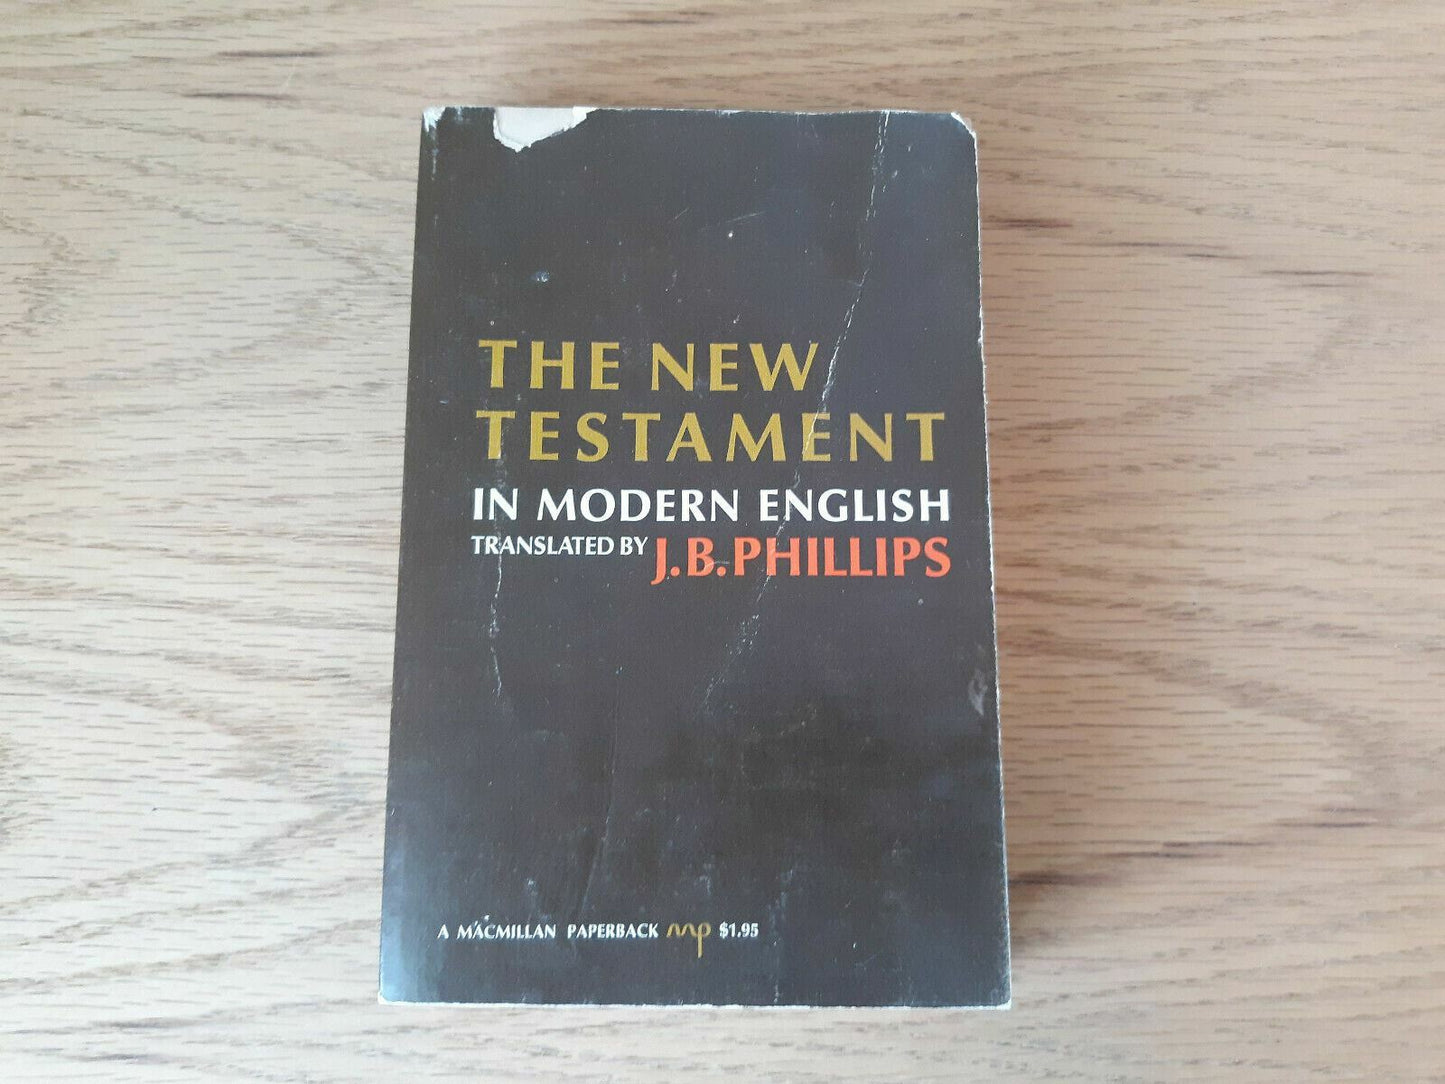 THE NEW
TESTAMENT
IN MODERN ENGLISH
TRANSLATED BY J.B. PHILLIPS
A MACMILLAN PAPERBACK mp $1.95